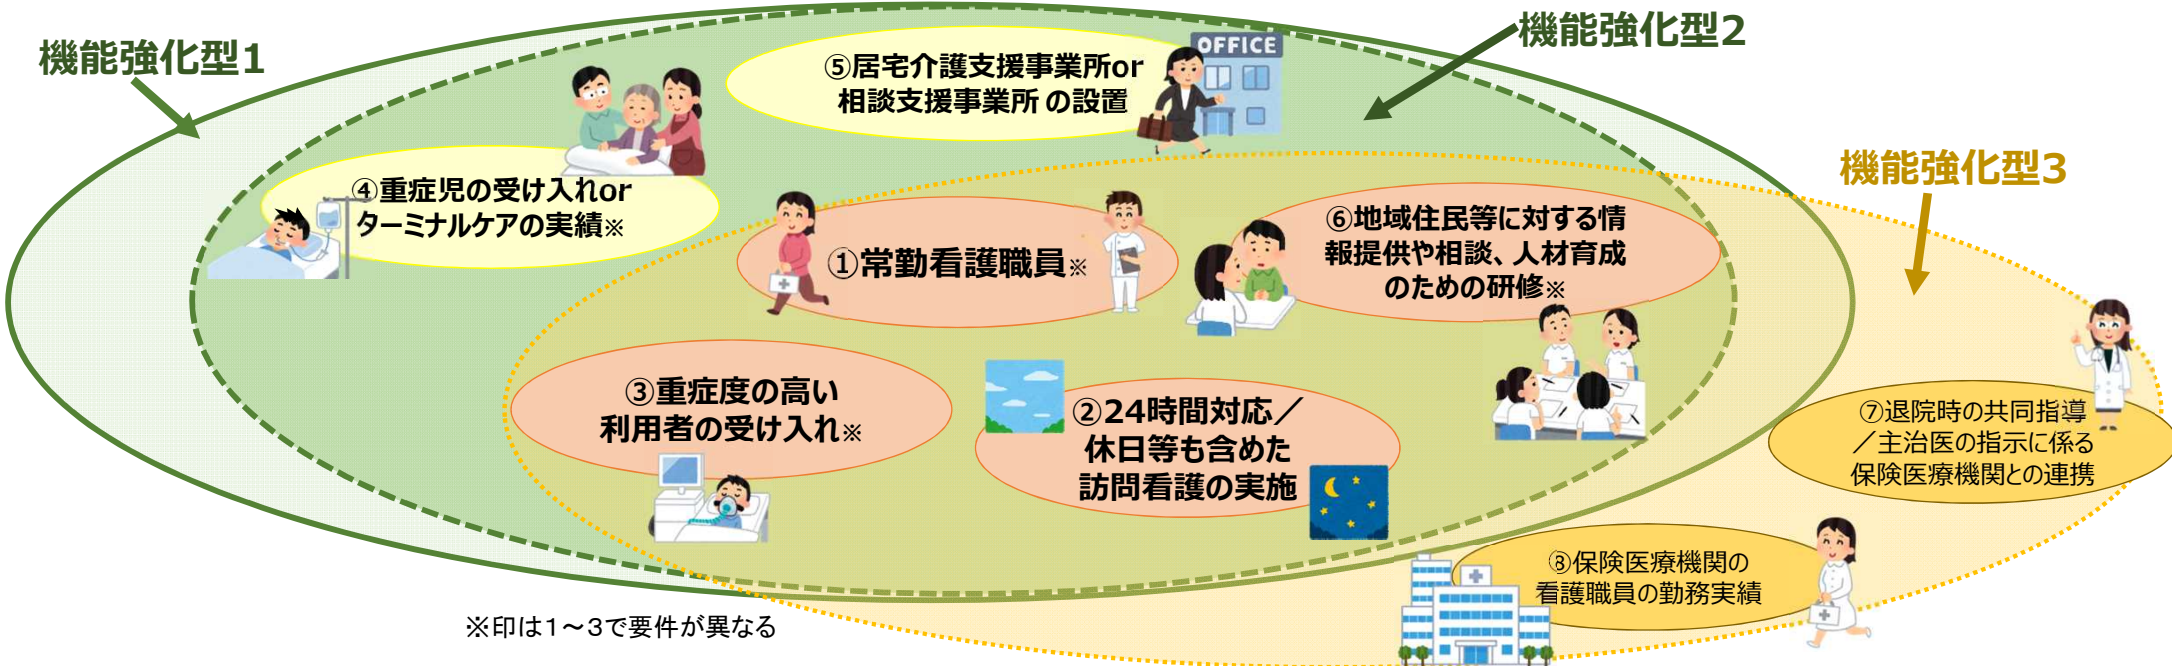 機能強化型1
機能強化型2
機能強化型3
⑤居宅介護支援事業所or
相談支援事業所 の設置
OFFICE
④重症児の受け入れor
ターミナルケアの実績※
①常勤看護職員※
⑥地域住民等に対する情
報提供や相談、人材育成
のための研修※
③重症度の高い
利用者の受け入れ※
②24時間対応／
休日等も含めた
訪問看護の実施
⑦退院時の共同指導
／主治医の指示に係る
保険医療機関との連携
⑧保険医療機関の
看護職員の勤務実績
※印は1～3で要件が異なる